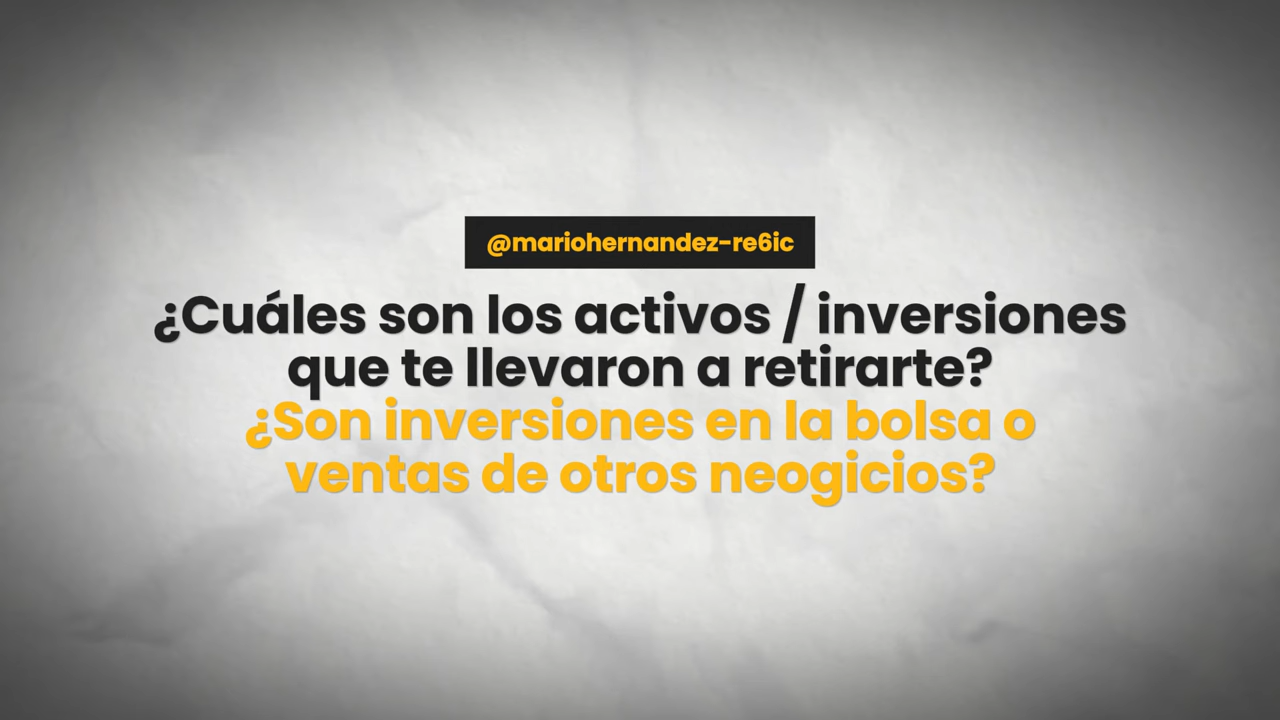 @mariohernandez-re6ic
¿Cuáles son los activos / inversiones
que te llevaron a retirarte?
¿Son inversiones en la bolsa o
ventas de otros neogicios?